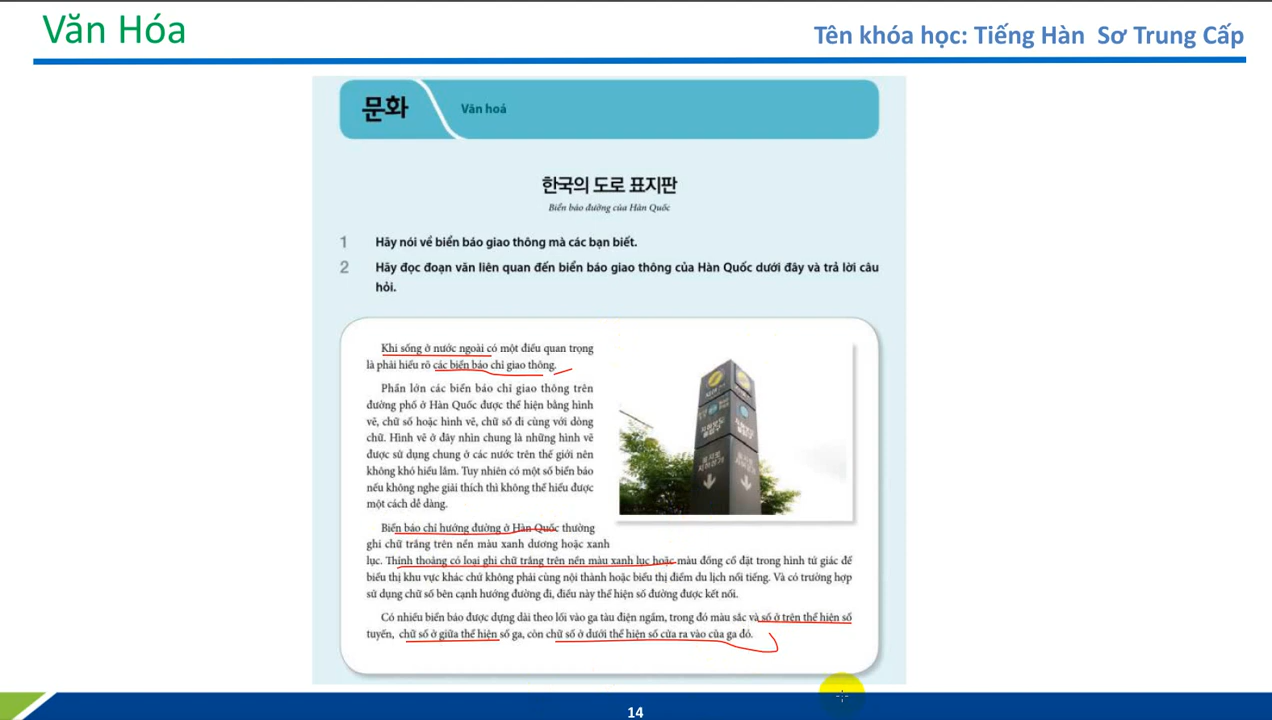 Văn Hóa
Tên khóa học: Tiếng Hàn Sơ Trung Cấp
문화
Văn hoá
한국의 도로 표지판
Biển báo đường của Hàn Quốc
1 Hãy nói về biển báo giao thông mà các bạn biết.
2 Hãy đọc đoạn văn liên quan đến biển báo giao thông của Hàn Quốc dưới đây và trả lời câu
hỏi.
Khi sống ở nước ngoài có một điều quan trọng
là phải hiểu rõ các biển báo chỉ giao thông.
Phần lớn các biển báo chỉ giao thông trên
đường phố ở Hàn Quốc được thể hiện bằng hình
vẽ, chữ số hoặc hình vẽ, chữ số đi cùng với dòng
chữ. Hình vẽ ở đây nhìn chung là những hình vẽ
được sử dụng chung ở các nước trên thế giới nên
không khó hiểu lắm. Tuy nhiên có một số biển báo
nếu không nghe giải thích thì không thể hiểu được
một cách dễ dàng.
Biển báo chỉ hướng đường ở Hàn Quốc thường
ghi chữ trắng trên nền màu xanh dương hoặc xanh
lục. Thỉnh thoảng có loại ghi chữ trắng trên nền màu xanh lục hoặc màu đồng cổ đặt trong hình tứ giác để
biểu thị khu vực khác chứ không phải cùng nội thành hoặc biểu thị điểm du lịch nổi tiếng. Và có trường hợp
sử dụng chữ số bên cạnh hướng đường đi, điều này thể hiện số đường được kết nối.
Có nhiều biển báo được dựng dài theo lối vào ga tàu điện ngầm, trong đó màu sắc và số ở trên thể hiện số
tuyến, chữ số ở giữa thể hiện số ga, còn chữ số ở dưới thể hiện số cửa ra vào của ga đó.
14